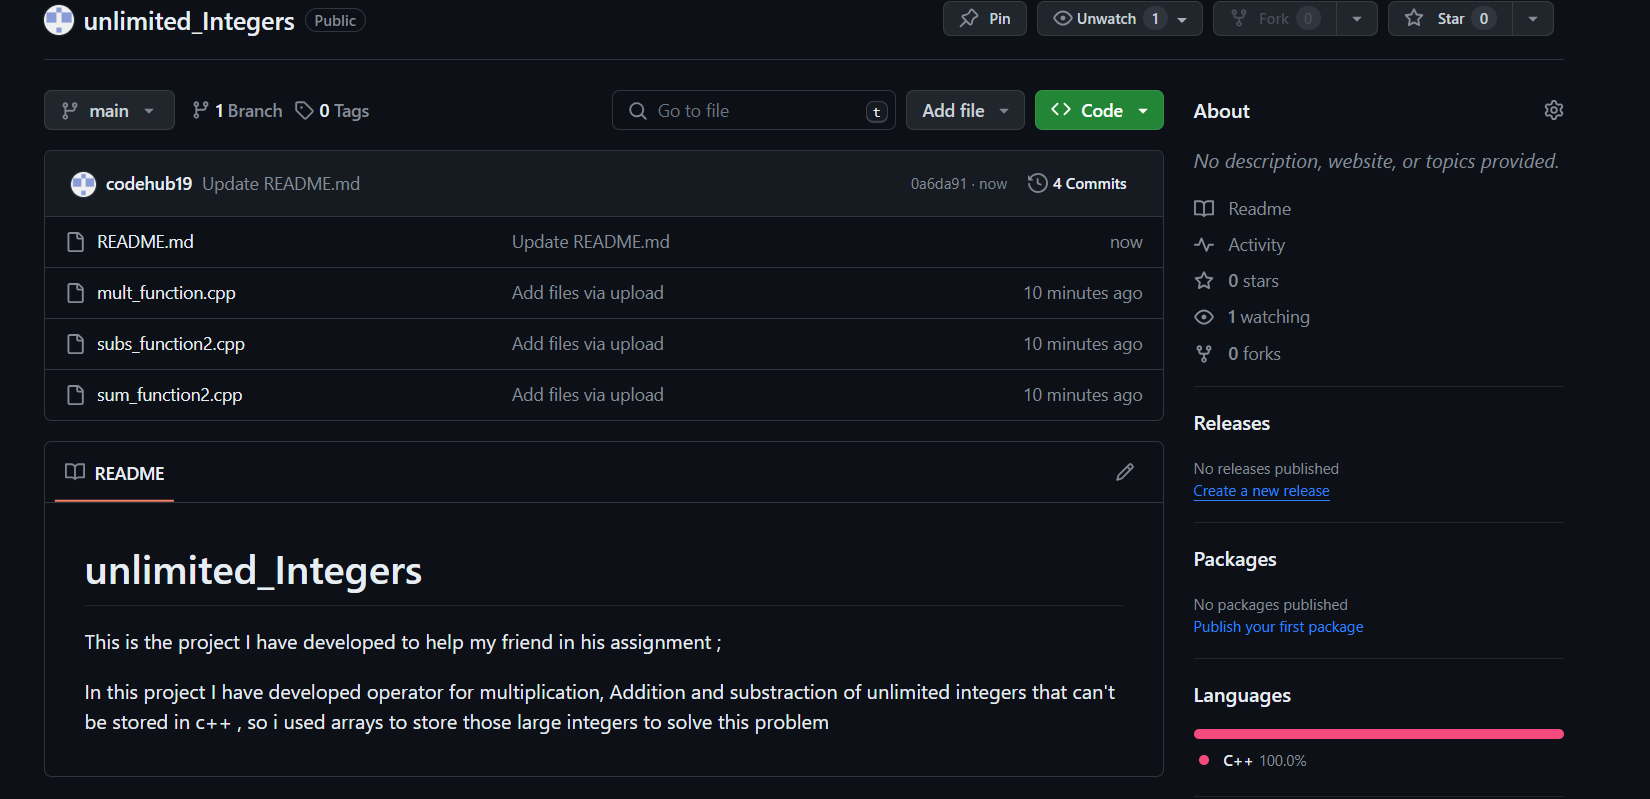 unlimited_Integers Public
Pin
Unwatch 1
Fork 0
Star 0
main
1 Branch
0 Tags
Go to file t
Add file
<> Code
codehub19 Update README.md
0a6da91 · now
4 Commits
README.md Update README.md now
mult_function.cpp Add files via upload 10 minutes ago
subs_function2.cpp Add files via upload 10 minutes ago
sum_function2.cpp Add files via upload 10 minutes ago
README
unlimited_Integers
This is the project I have developed to help my friend in his assignment ;
In this project I have developed operator for multiplication, Addition and substraction of unlimited integers that can't
be stored in c++ , so i used arrays to store those large integers to solve this problem
About
No description, website, or topics provided.
Readme
Activity
0 stars
1 watching
0 forks
Releases
No releases published
Create a new release
Packages
No packages published
Publish your first package
Languages
C++ 100.0%